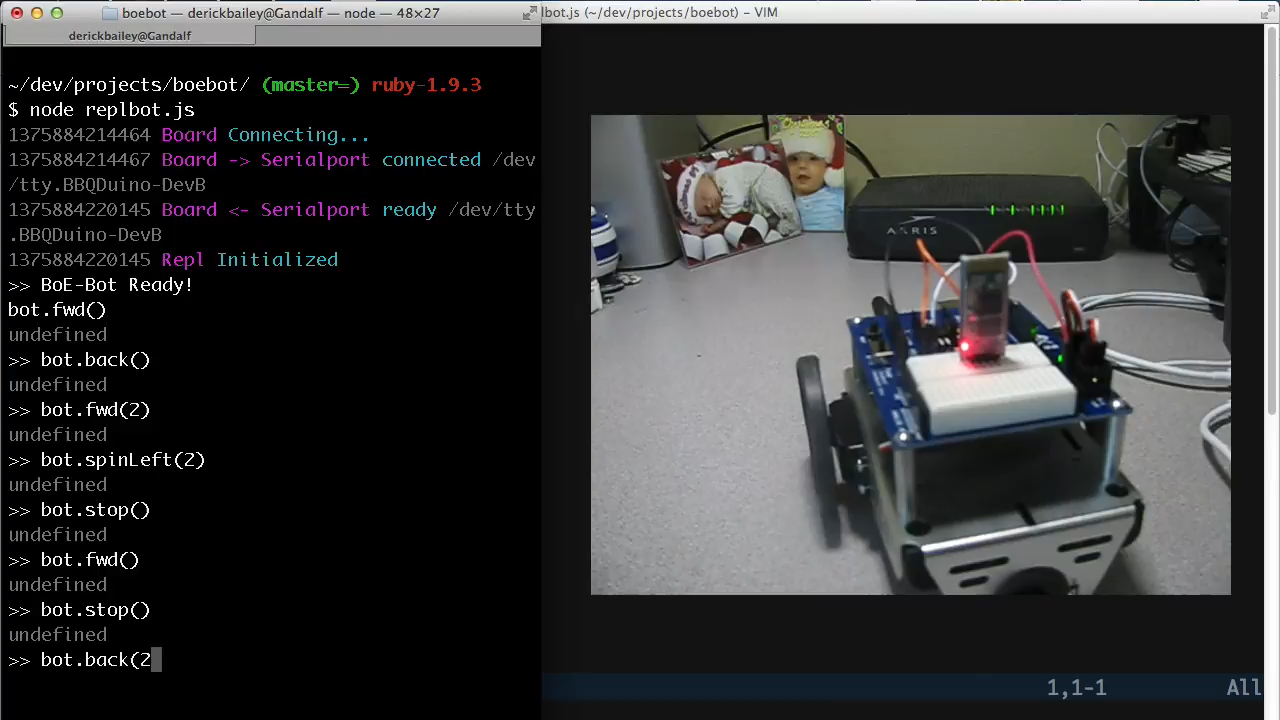 boebot — derickbailey@Gandalf — node — 48×27
lbot.js (~/dev/projects/boebot) – VIM
derickbailey@Gandalf
~/dev/projects/boebot/ (master=) ruby-1.9.3
$ node replbot.js
1375884214464 Board Connecting...
1375884214467 Board -> Serialport connected /dev
/tty.BBQDuino-DevB
1375884220145 Board <- Serialport ready /dev/tty
.BBQDuino-DevB
1375884220145 Repl Initialized
>> BoE-Bot Ready!
bot.fwd()
undefined
>> bot.back()
undefined
>> bot.fwd(2)
undefined
>> bot.spinLeft(2)
undefined
>> bot.stop()
undefined
>> bot.fwd()
undefined
>> bot.stop()
undefined
>> bot.back(2
ARRIS
1,1-1 All